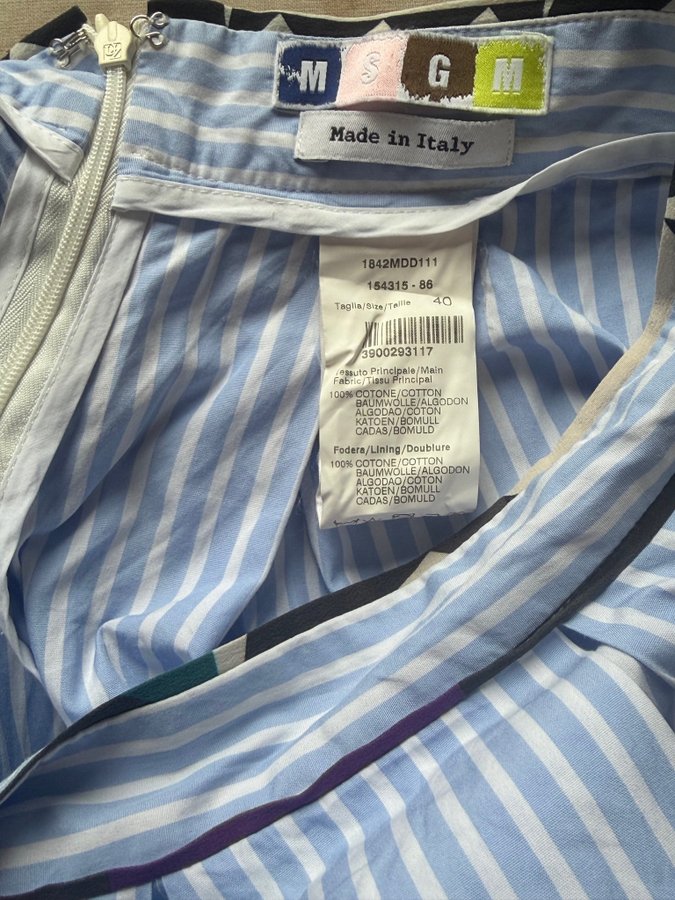 MSGM
Made in Italy
1842MDD111
154315 - 86
Taglia/Size/Taille 40
3900293117
Tessuto Principale/Main
Fabric/Tissu Principal
100% COTONE/COTTON
BAUMWOLLE/ALGODON
ALGODAO/COTON
KATOEN/BOMULL
CADAS/BOMULD
Fodera/Lining/Doublure
100% COTONE/COTTON
BAUMWOLLE/ALGODON
ALGODAO/COTON
KATOEN/BOMULL
CADAS/BOMULD